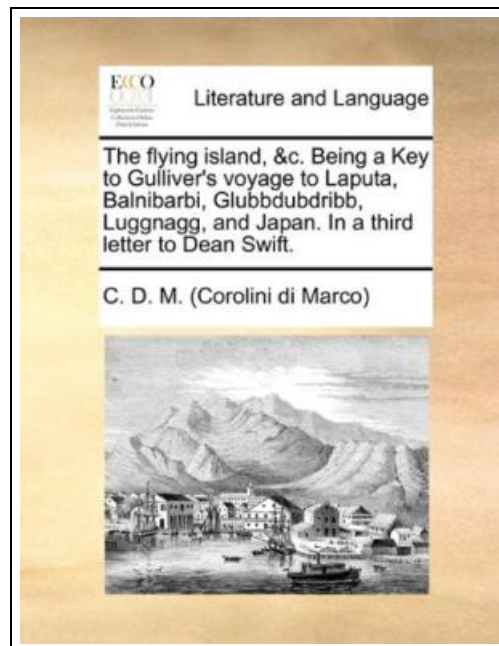 ECCO
Literature and Language
The flying island, &c. Being a Key
to Gulliver's voyage to Laputa,
Balnibarbi, Glubbdubdribb,
Luggnagg, and Japan. In a third
letter to Dean Swift.
C. D. M. (Corolini di Marco)